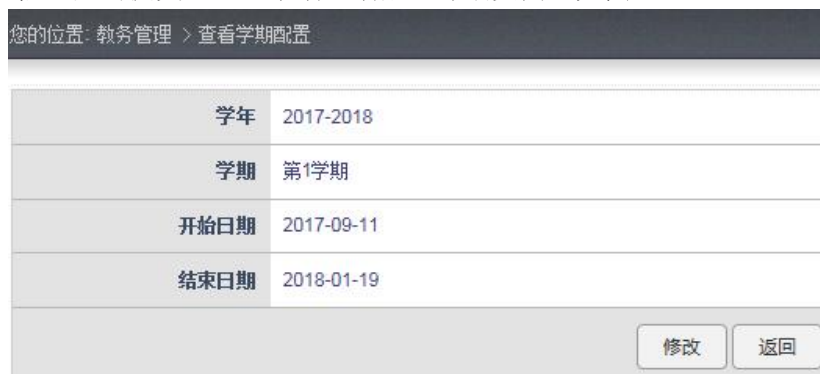 您的位置: 教务管理 > 查看学期配置
学年 2017-2018
学期 第1学期
开始日期 2017-09-11
结束日期 2018-01-19
修改 返回